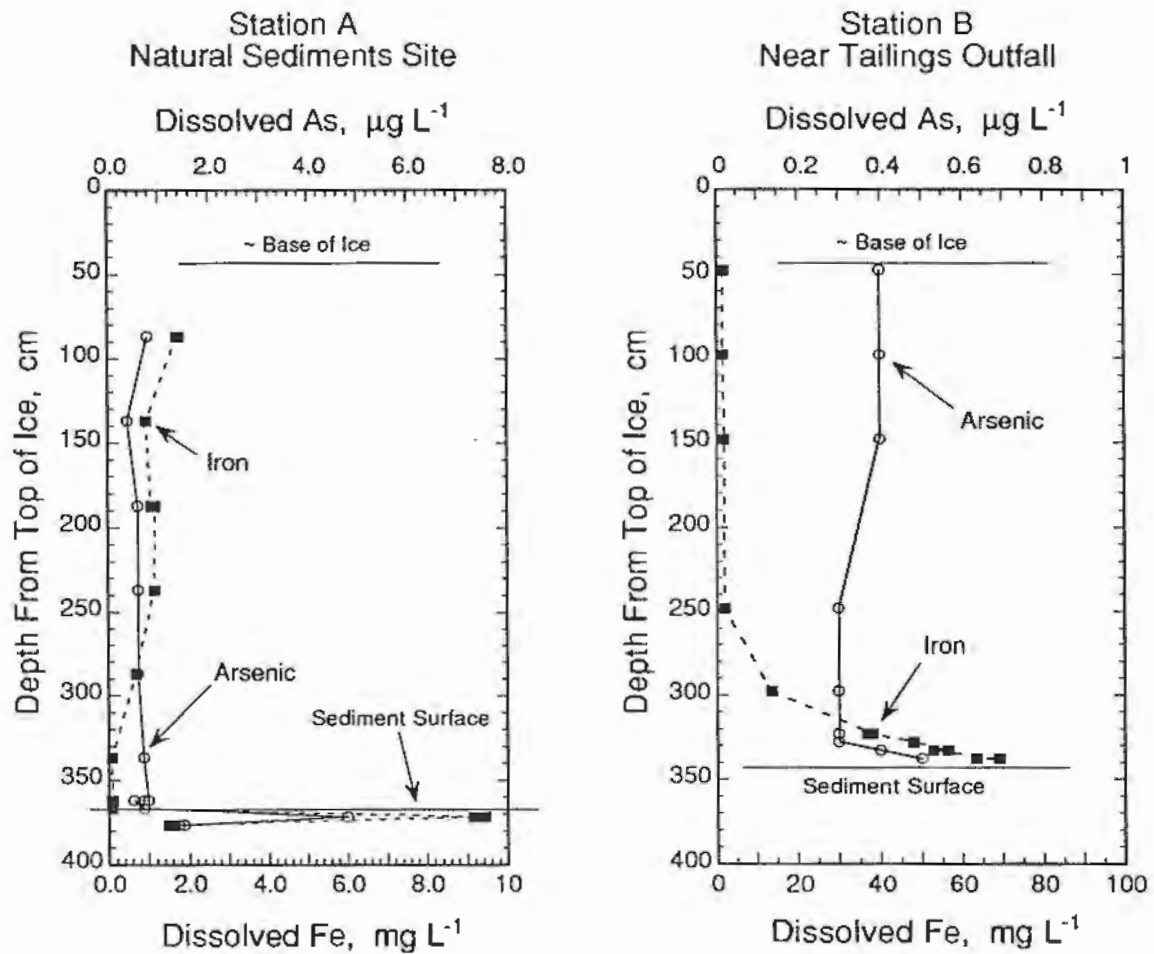 Station A
Natural Sediments Site
Dissolved As, μg L⁻¹
0.0 2.0 4.0 6.0 8.0
0
50
100
150
200
250
300
350
400
Depth From Top of Ice, cm
~ Base of Ice
Iron
Arsenic
Sediment Surface
0.0 2.0 4.0 6.0 8.0 10
Dissolved Fe, mg L⁻¹
Station B
Near Tailings Outfall
Dissolved As, μg L⁻¹
0 0.2 0.4 0.6 0.8 1
0
50
100
150
200
250
300
350
400
Depth From Top of Ice, cm
~ Base of Ice
Arsenic
Iron
Sediment Surface
0 20 40 60 80 100
Dissolved Fe, mg L⁻¹